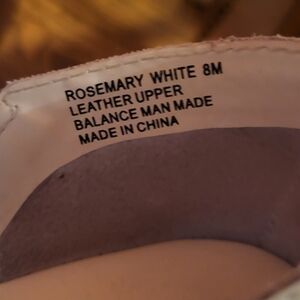 ROSEMARY WHITE 8M
LEATHER UPPER
BALANCE MAN MADE
MADE IN CHINA